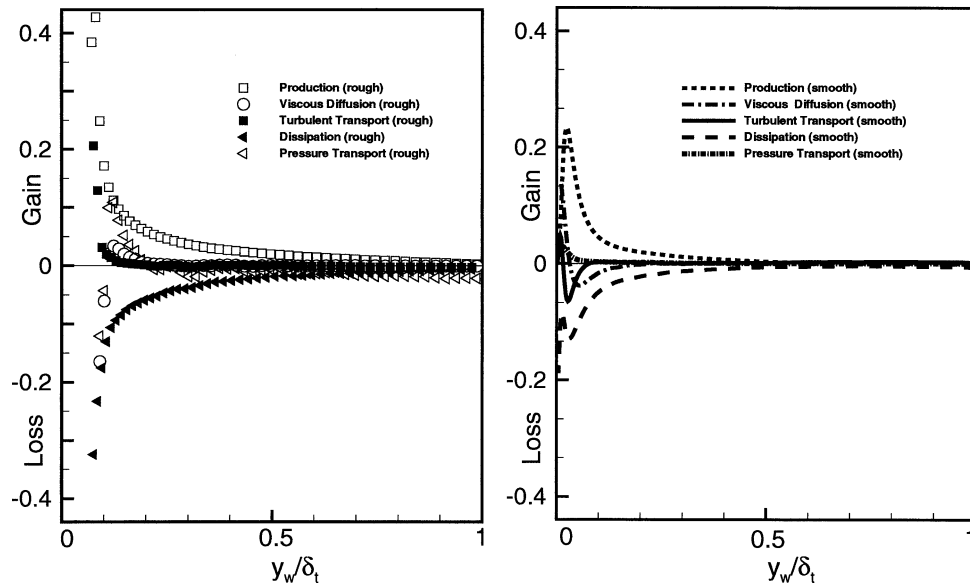 0.4
0.2
0
-0.2
-0.4
Gain
Loss
Production (rough)
Viscous Diffusion (rough)
Turbulent Transport (rough)
Dissipation (rough)
Pressure Transport (rough)
0
0.5
1
y_w/δ_t
0.4
0.2
0
-0.2
-0.4
Gain
Loss
Production (smooth)
Viscous Diffusion (smooth)
Turbulent Transport (smooth)
Dissipation (smooth)
Pressure Transport (smooth)
0
0.5
1
y_w/δ_t